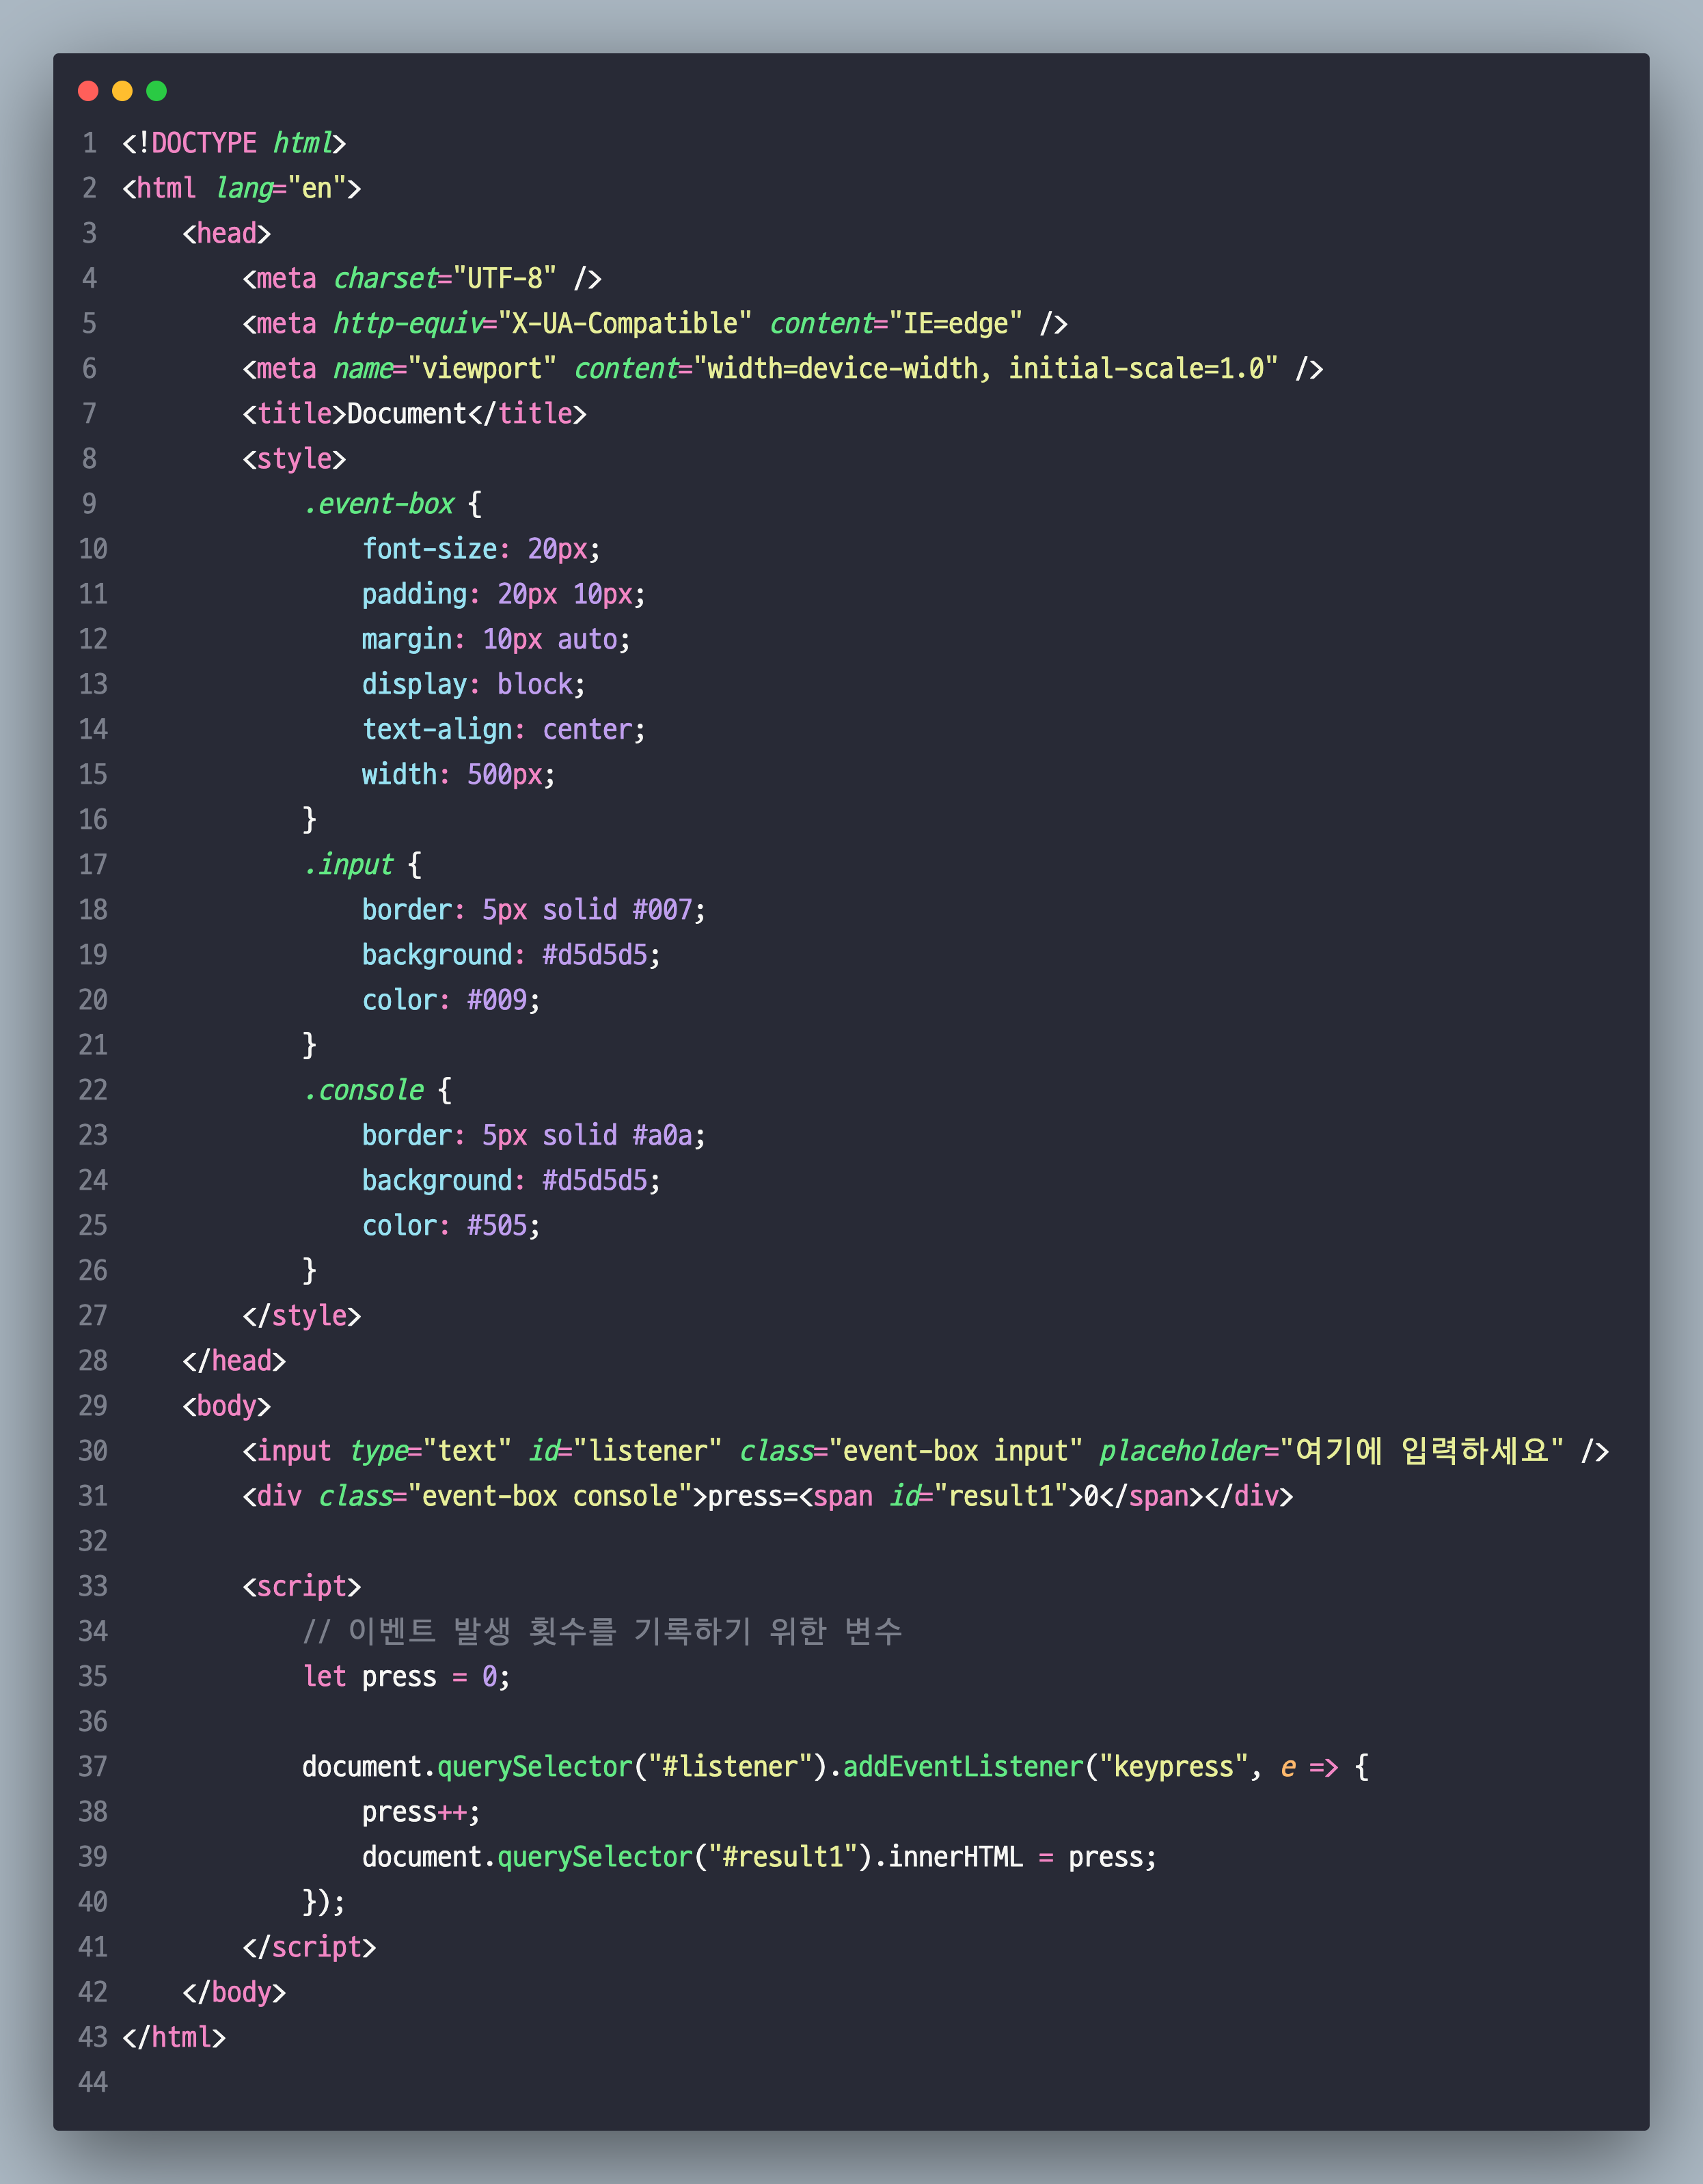 1 <!DOCTYPE html>
2 <html lang="en">
3     <head>
4         <meta charset="UTF-8" />
5         <meta http-equiv="X-UA-Compatible" content="IE=edge" />
6         <meta name="viewport" content="width=device-width, initial-scale=1.0" />
7         <title>Document</title>
8         <style>
9             .event-box {
10                 font-size: 20px;
11                 padding: 20px 10px;
12                 margin: 10px auto;
13                 display: block;
14                 text-align: center;
15                 width: 500px;
16             }
17             .input {
18                 border: 5px solid #007;
19                 background: #d5d5d5;
20                 color: #009;
21             }
22             .console {
23                 border: 5px solid #a0a;
24                 background: #d5d5d5;
25                 color: #505;
26             }
27         </style>
28     </head>
29     <body>
30         <input type="text" id="listener" class="event-box input" placeholder="여기에 입력하세요" />
31         <div class="event-box console">press=<span id="result1">0</span></div>
32
33         <script>
34             // 이벤트 발생 횟수를 기록하기 위한 변수
35             let press = 0;
36
37             document.querySelector("#listener").addEventListener("keypress", e => {
38                 press++;
39                 document.querySelector("#result1").innerHTML = press;
40             });
41         </script>
42     </body>
43 </html>
44